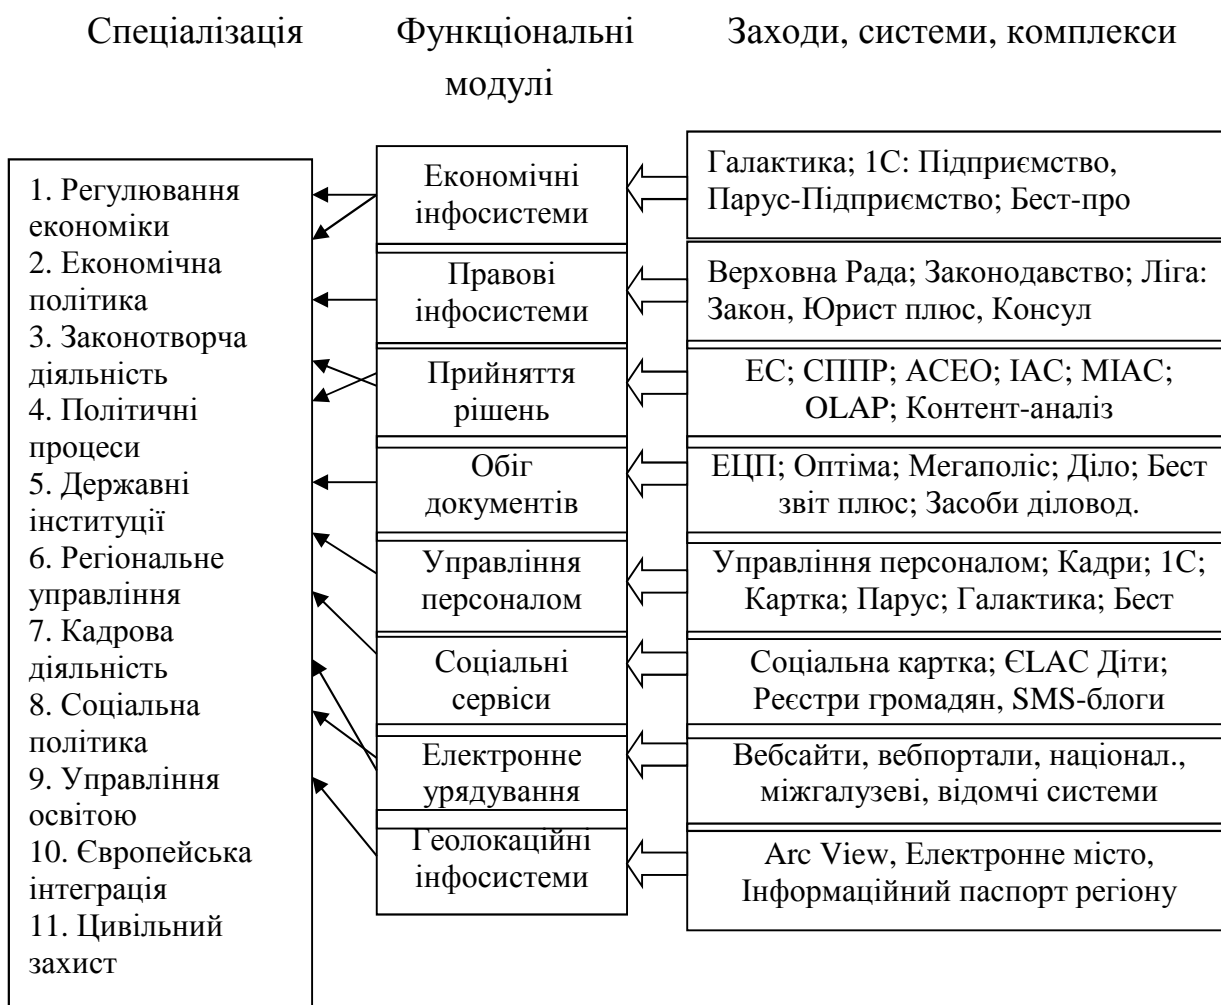 Спеціалізація
Функціональні
модулі
Заходи, системи, комплекси
1. Регулювання
економіки
2. Економічна
політика
3. Законотворча
діяльність
4. Політичні
процеси
5. Державні
інституції
6. Регіональне
управління
7. Кадрова
діяльність
8. Соціальна
політика
9. Управління
освітою
10. Європейська
інтеграція
11. Цивільний
захист
Економічні
інфосистеми
Правові
інфосистеми
Прийняття
рішень
Обіг
документів
Управління
персоналом
Соціальні
сервіси
Електронне
урядування
Геолокаційні
інфосистеми
Галактика; 1С: Підприємство,
Парус-Підприємство; Бест-про
Верховна Рада; Законодавство; Ліга:
Закон, Юрист плюс, Консул
ЕС; СППР; АСЕО; ІАС; МІАС;
OLAP; Контент-аналіз
ЕЦП; Оптіма; Мегаполіс; Діло; Бест
звіт плюс; Засоби діловод.
Управління персоналом; Кадри; 1С;
Картка; Парус; Галактика; Бест
Соціальна картка; ЄLAC Діти;
Реєстри громадян, SMS-блоги
Вебсайти, вебпортали, націонал.,
міжгалузеві, відомчі системи
Arc View, Електронне місто,
Інформаційний паспорт регіону